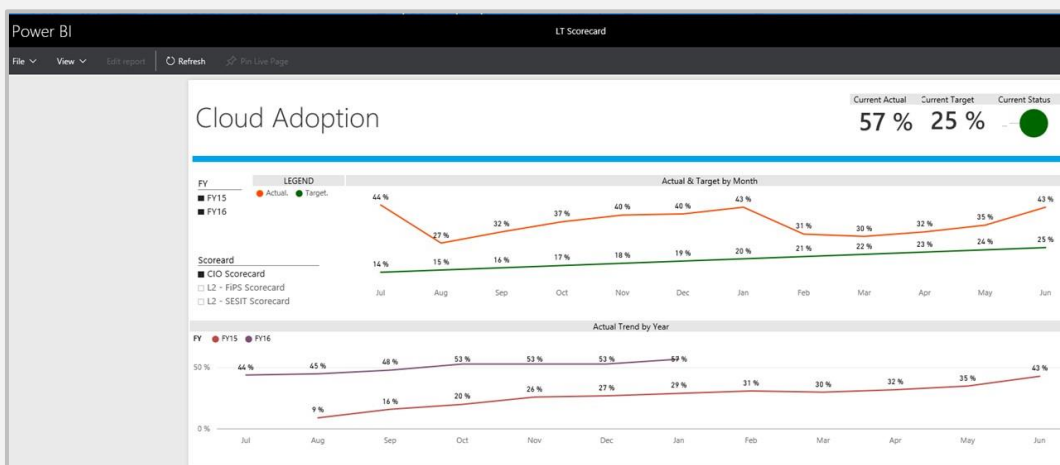 Power BI
LT Scorecard
File View Edit report Refresh Pin Live Page
Cloud Adoption
Current Actual Current Target Current Status
57 % 25 %
FY
FY15
FY16
LEGEND
Actual. Target.
Scoreard
CIO Scorecard
L2 - FiPS Scorecard
L2 - SESIT Scorecard
Actual & Target by Month
44 % 27 % 32 % 37 % 40 % 40 % 43 % 31 % 30 % 32 % 35 % 43 %
14 % 15 % 16 % 17 % 18 % 19 % 20 % 21 % 22 % 23 % 24 % 25 %
Jul Aug Sep Oct Nov Dec Jan Feb Mar Apr May Jun
Actual Trend by Year
FY FY15 FY16
50 %
44 % 45 % 48 % 53 % 53 % 53 % 57 %
9 % 16 % 20 % 26 % 27 % 29 % 31 % 30 % 32 % 35 % 43 %
0 %
Jul Aug Sep Oct Nov Dec Jan Feb Mar Apr May Jun